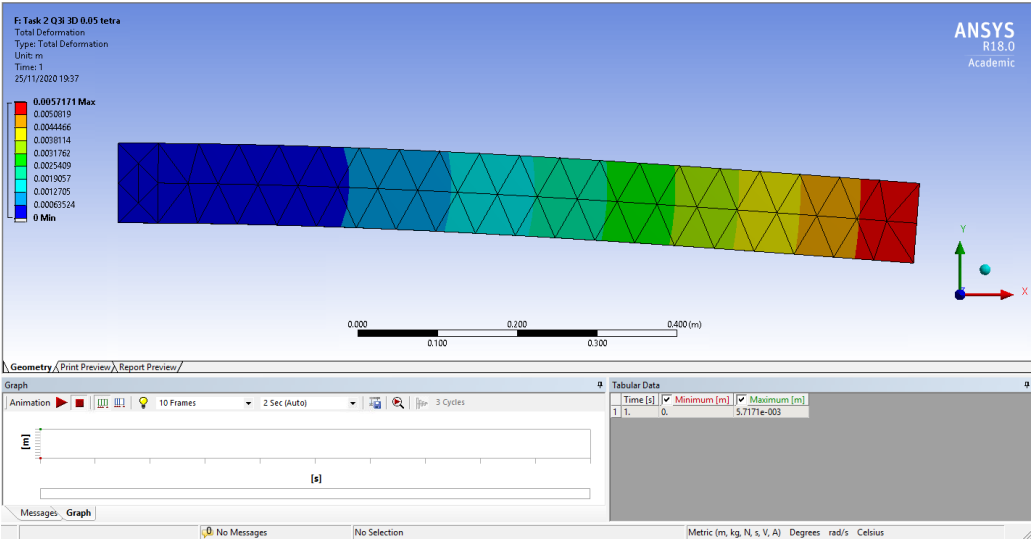 F: Task 2 Q3i 3D 0.05 tetra
Total Deformation
Type: Total Deformation
Unit: m
Time: 1
25/11/2020 19:37
0.0057171 Max
0.0050819
0.0044466
0.0038114
0.0031762
0.0025409
0.0019057
0.0012705
0.00063524
0 Min
ANSYS
R18.0
Academic
Y
X
0.000 0.200 0.400 (m)
0.100 0.300
Geometry Print Preview Report Preview
Graph
Animation 10 Frames 2 Sec (Auto) 3 Cycles
[m]
[s]
Messages Graph
Tabular Data
Time [s] Minimum [m] Maximum [m]
1 1. 0. 5.7171e-003
0 No Messages No Selection Metric (m, kg, N, s, V, A) Degrees rad/s Celsius